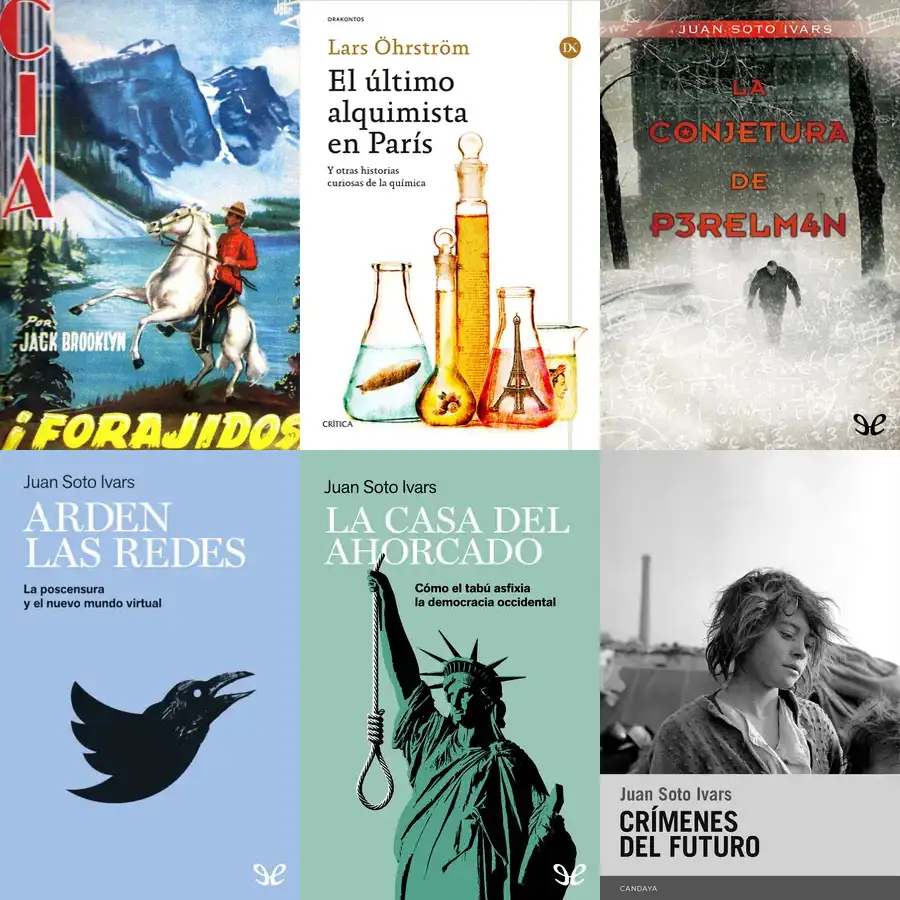 CIA
POR:
JACK BROOKLYN
¡FORAJIDOS
DRAKONTOS
Lars Öhrström
El último
alquimista
en París
Y otras historias
curiosas de la química
DK
CRÍTICA
JUAN SOTO IVARS
LA
CONJETURA
DE
P3RELM4N
Juan Soto Ivars
ARDEN
LAS REDES
La poscensura
y el nuevo mundo virtual
Juan Soto Ivars
LA CASA DEL
AHORCADO
Cómo el tabú asfixia
la democracia occidental
Juan Soto Ivars
CRÍMENES
DEL FUTURO
CANDAYA